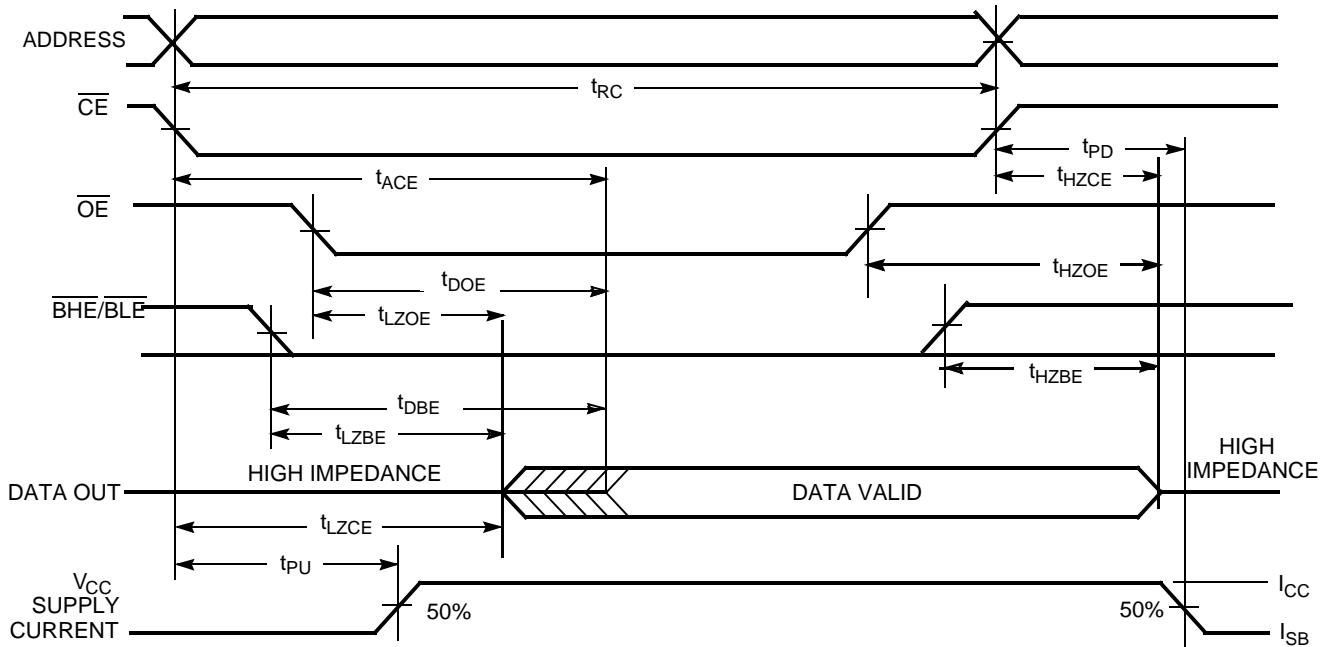 ADDRESS
tRC
CE
tPD
tACE
tHZCE
OE
tHZOE
tDOE
BHE/BLE
tLZOE
tHZBE
tDBE
tLZBE
HIGH IMPEDANCE
HIGH
IMPEDANCE
DATA OUT
DATA VALID
tLZCE
tPU
VCC
SUPPLY
CURRENT
50%
50%
ICC
ISB